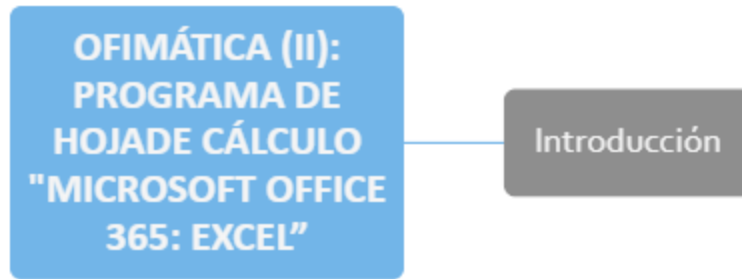 OFIMÁTICA (II):
PROGRAMA DE
HOJADE CÁLCULO
"MICROSOFT OFFICE
365: EXCEL”
Introducción